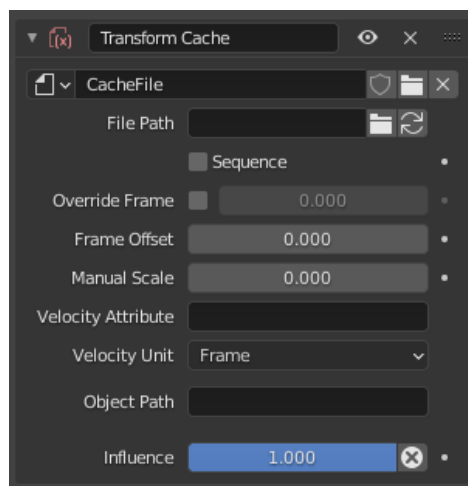 Transform Cache
CacheFile
File Path
Sequence
Override Frame 0.000
Frame Offset 0.000
Manual Scale 0.000
Velocity Attribute
Velocity Unit Frame
Object Path
Influence 1.000